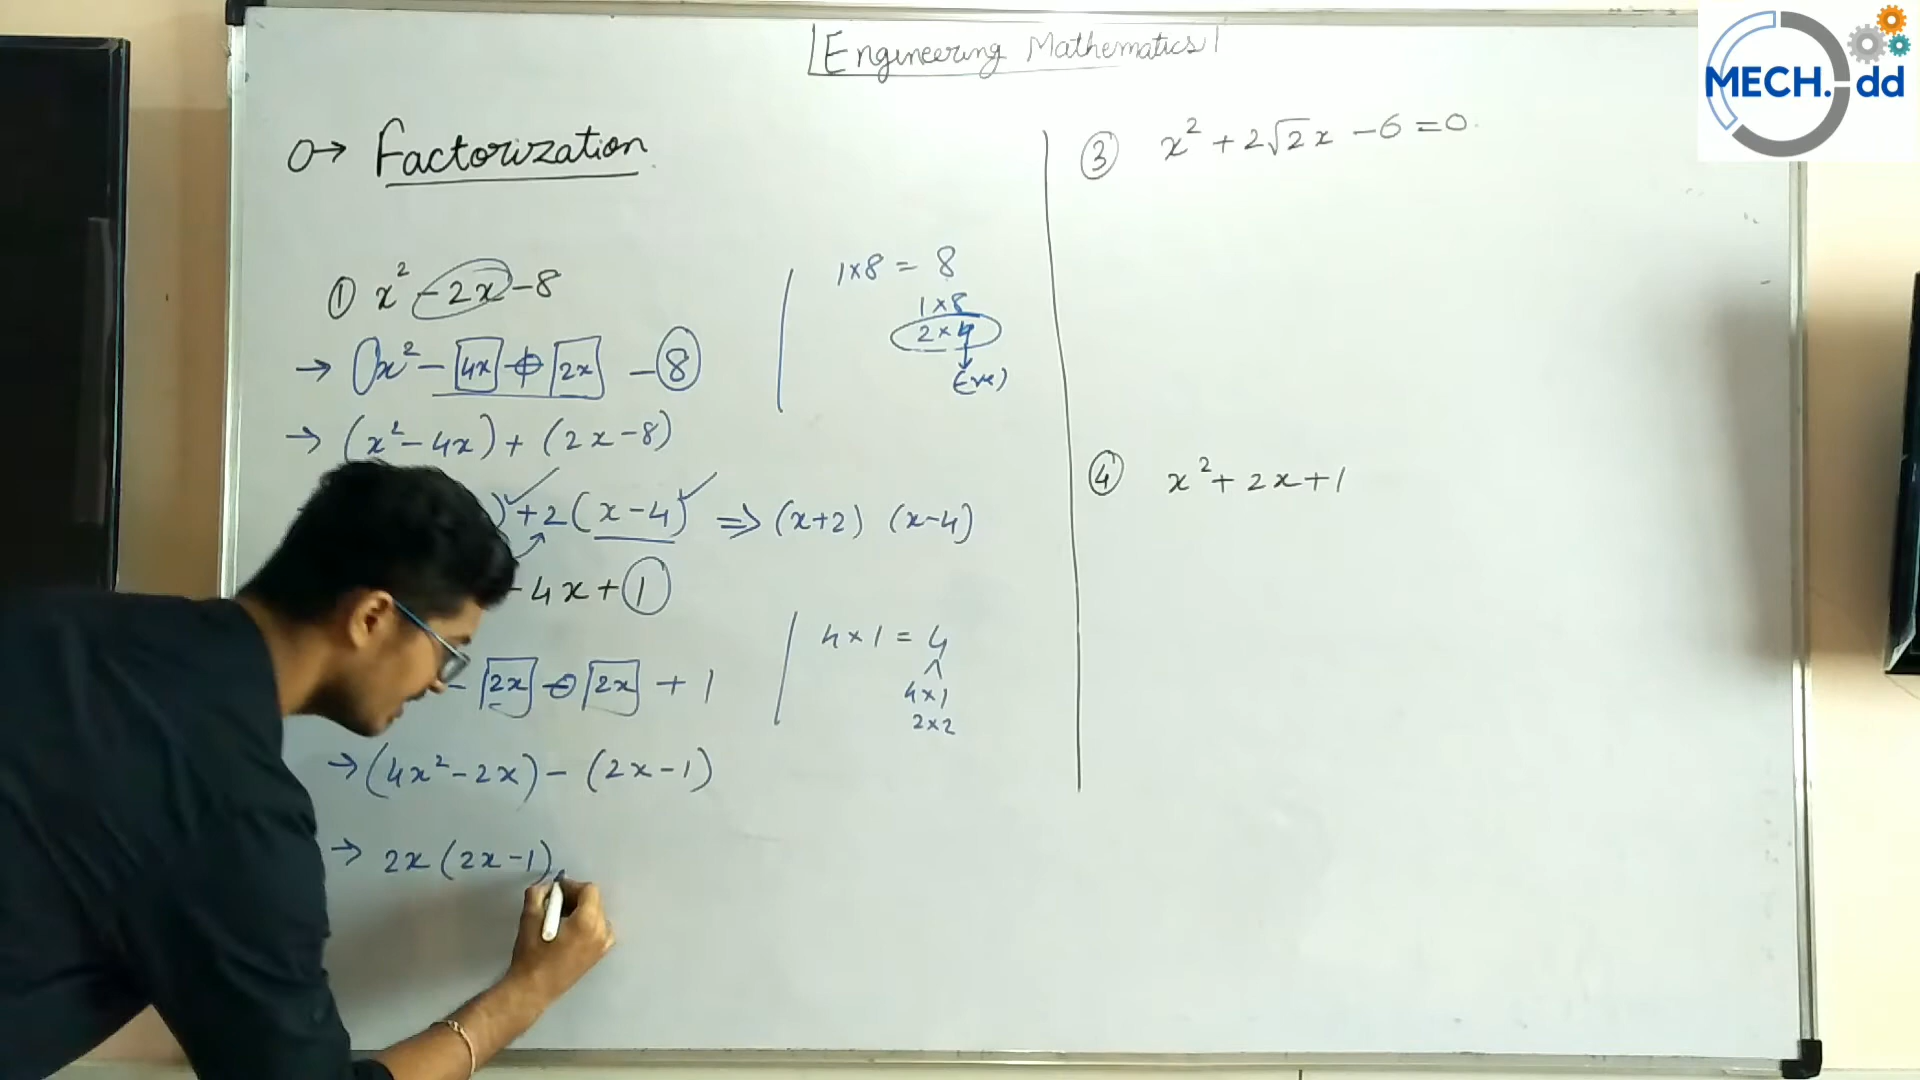 Engineering Mathematics
MECH. dd
O→ Factorization
① x² - 2x - 8
→ x² - 4x + 2x - 8
→ (x² - 4x) + (2x - 8)
) + 2 (x - 4) ⇒ (x+2) (x-4)
- 4x + 1
- 2x - 2x + 1
→ (4x² - 2x) - (2x - 1)
→ 2x (2x - 1)
1×8 = 8
1×8
2×4
(-ve)
4×1 = 4
4×1
2×2
③ x² + 2√2x - 6 = 0.
④ x² + 2x + 1